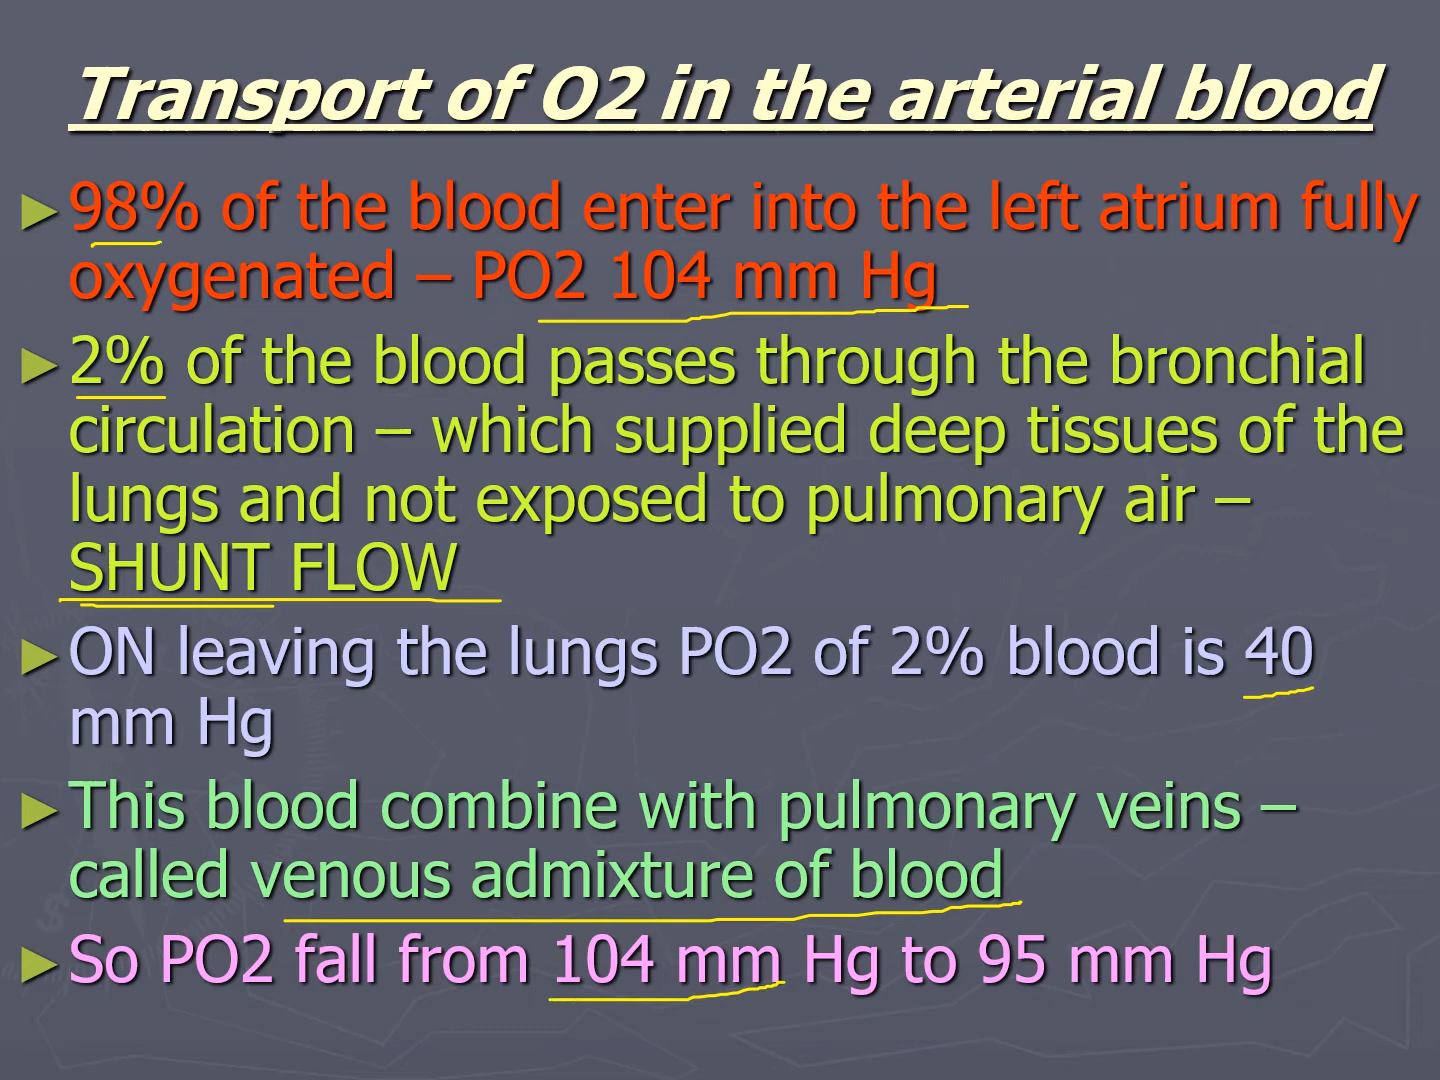 Transport of O2 in the arterial blood
98% of the blood enter into the left atrium fully
oxygenated – PO2 104 mm Hg
2% of the blood passes through the bronchial
circulation – which supplied deep tissues of the
lungs and not exposed to pulmonary air –
SHUNT FLOW
ON leaving the lungs PO2 of 2% blood is 40
mm Hg
This blood combine with pulmonary veins –
called venous admixture of blood
So PO2 fall from 104 mm Hg to 95 mm Hg